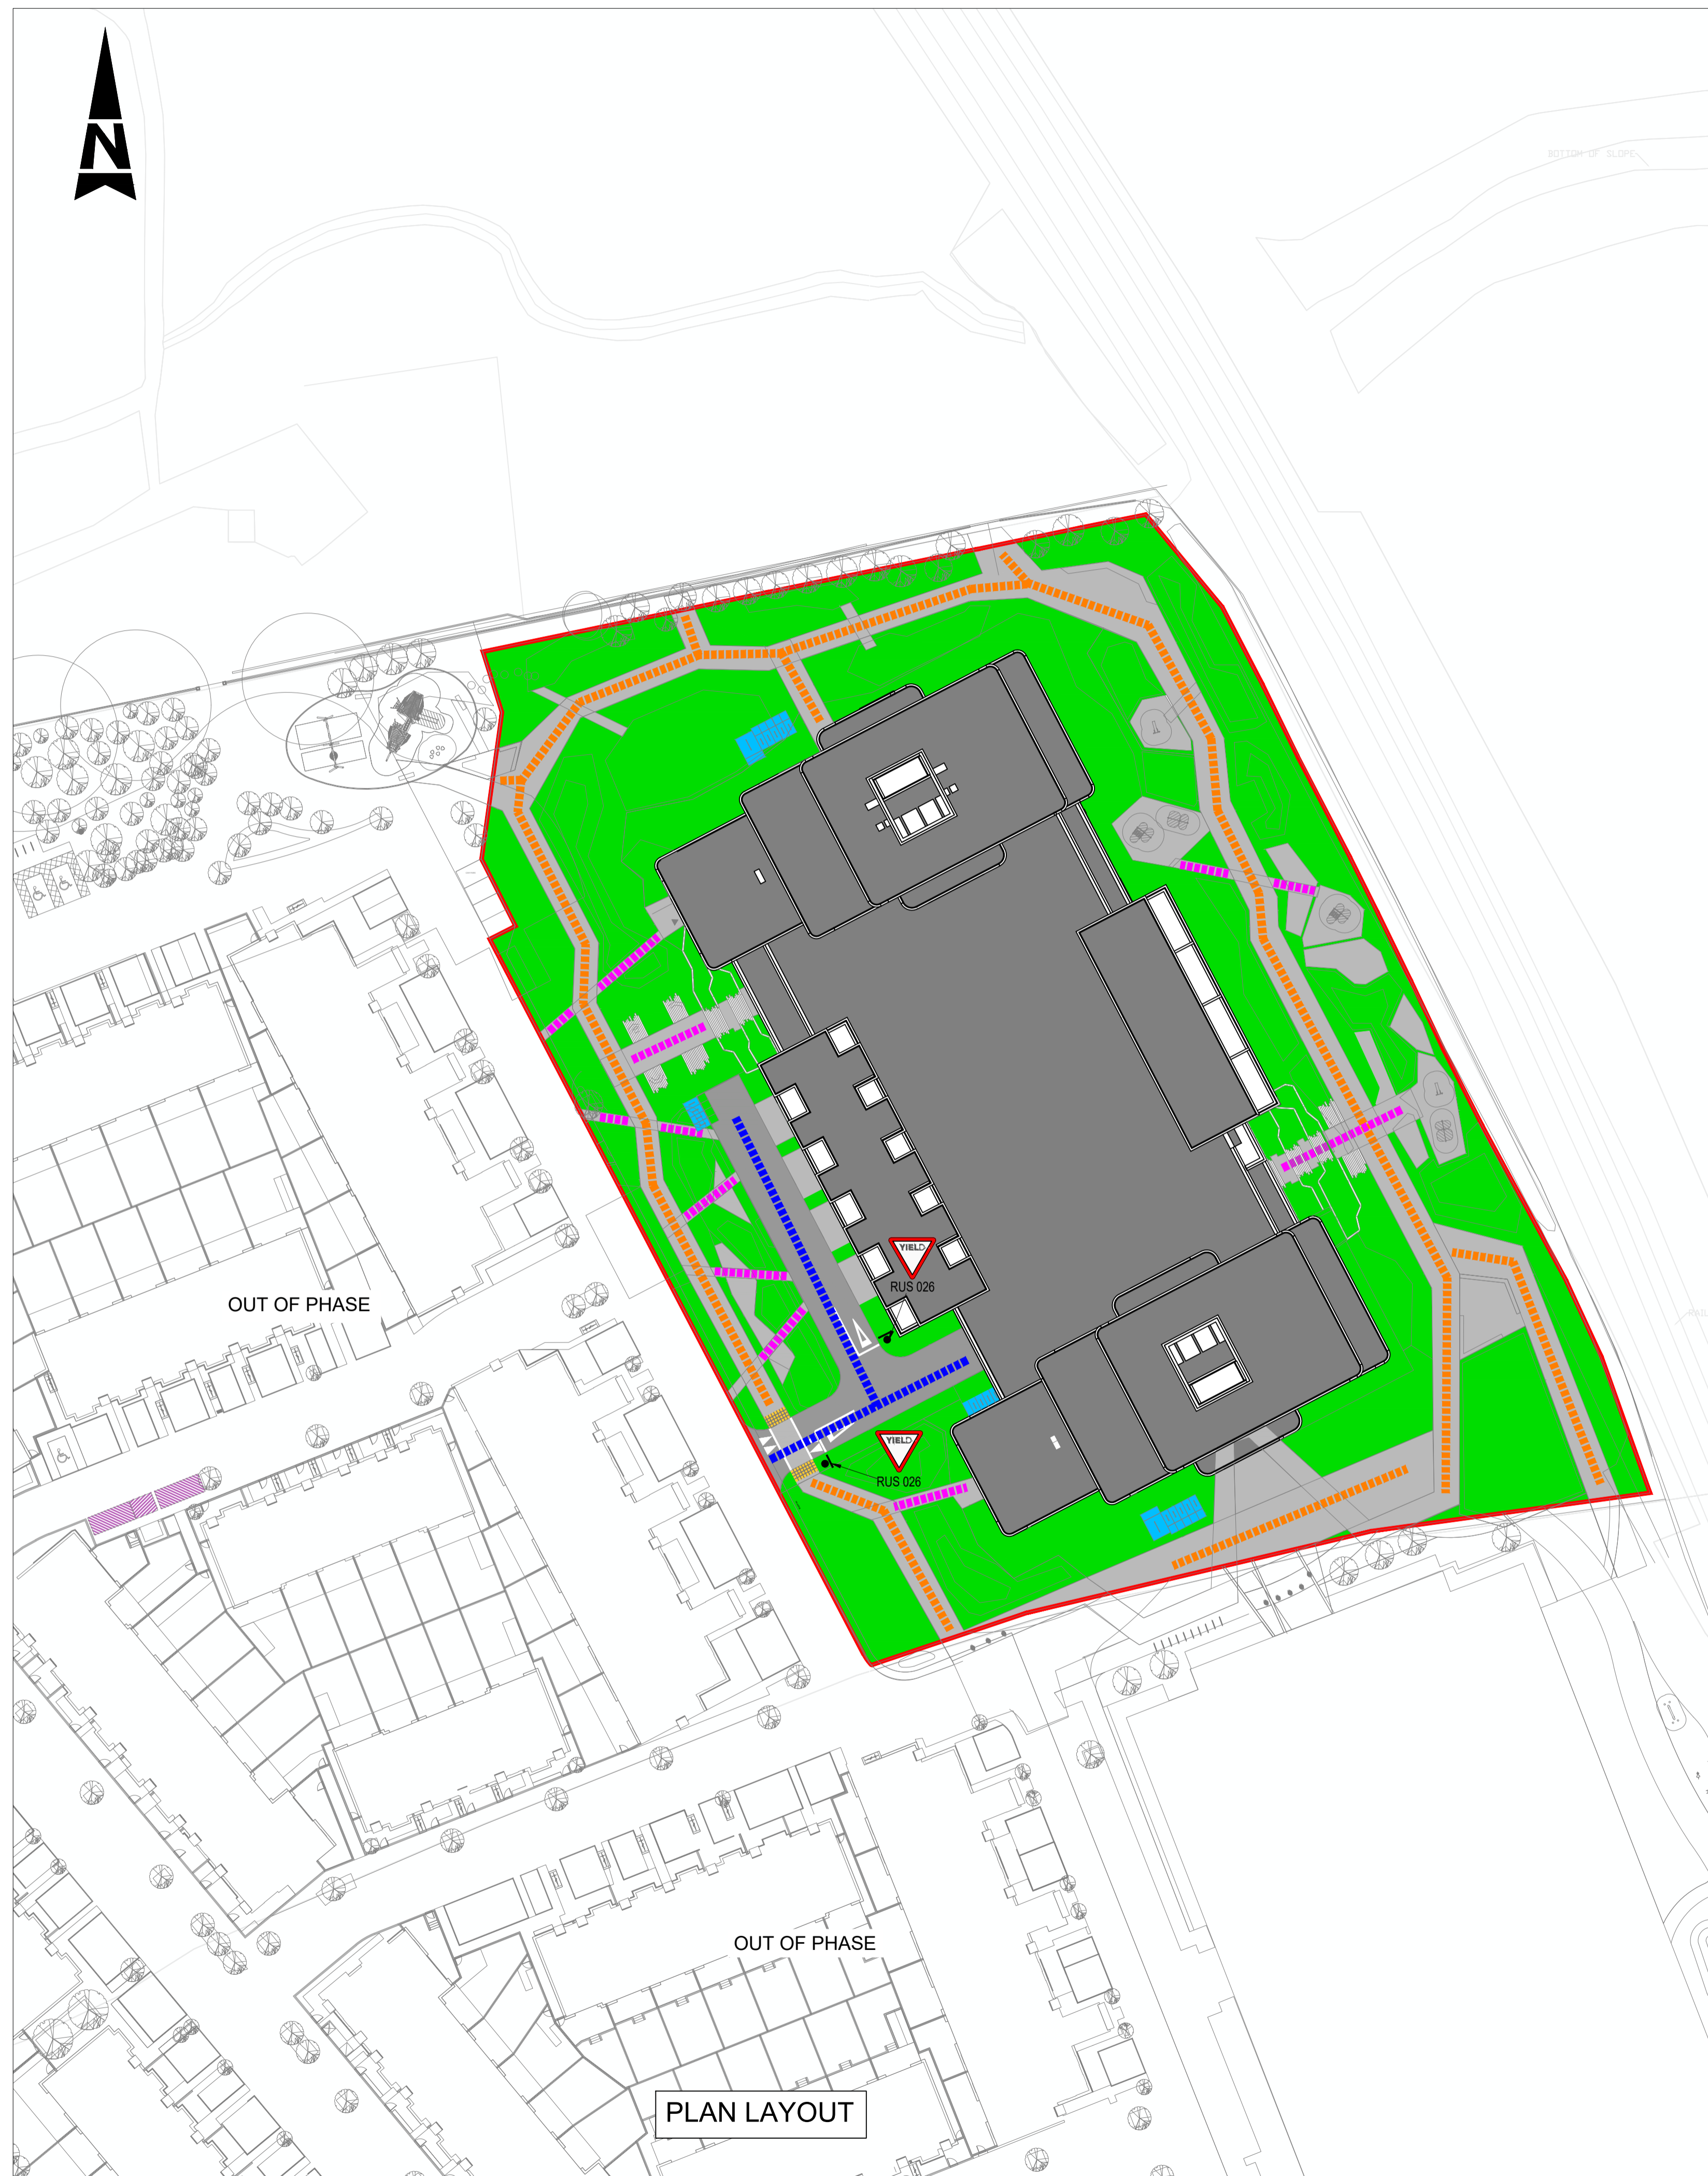 N
BOTTOM OF SLOPE
YIELD
RUS 026
OUT OF PHASE
YIELD
RUS 026
OUT OF PHASE
PLAN LAYOUT